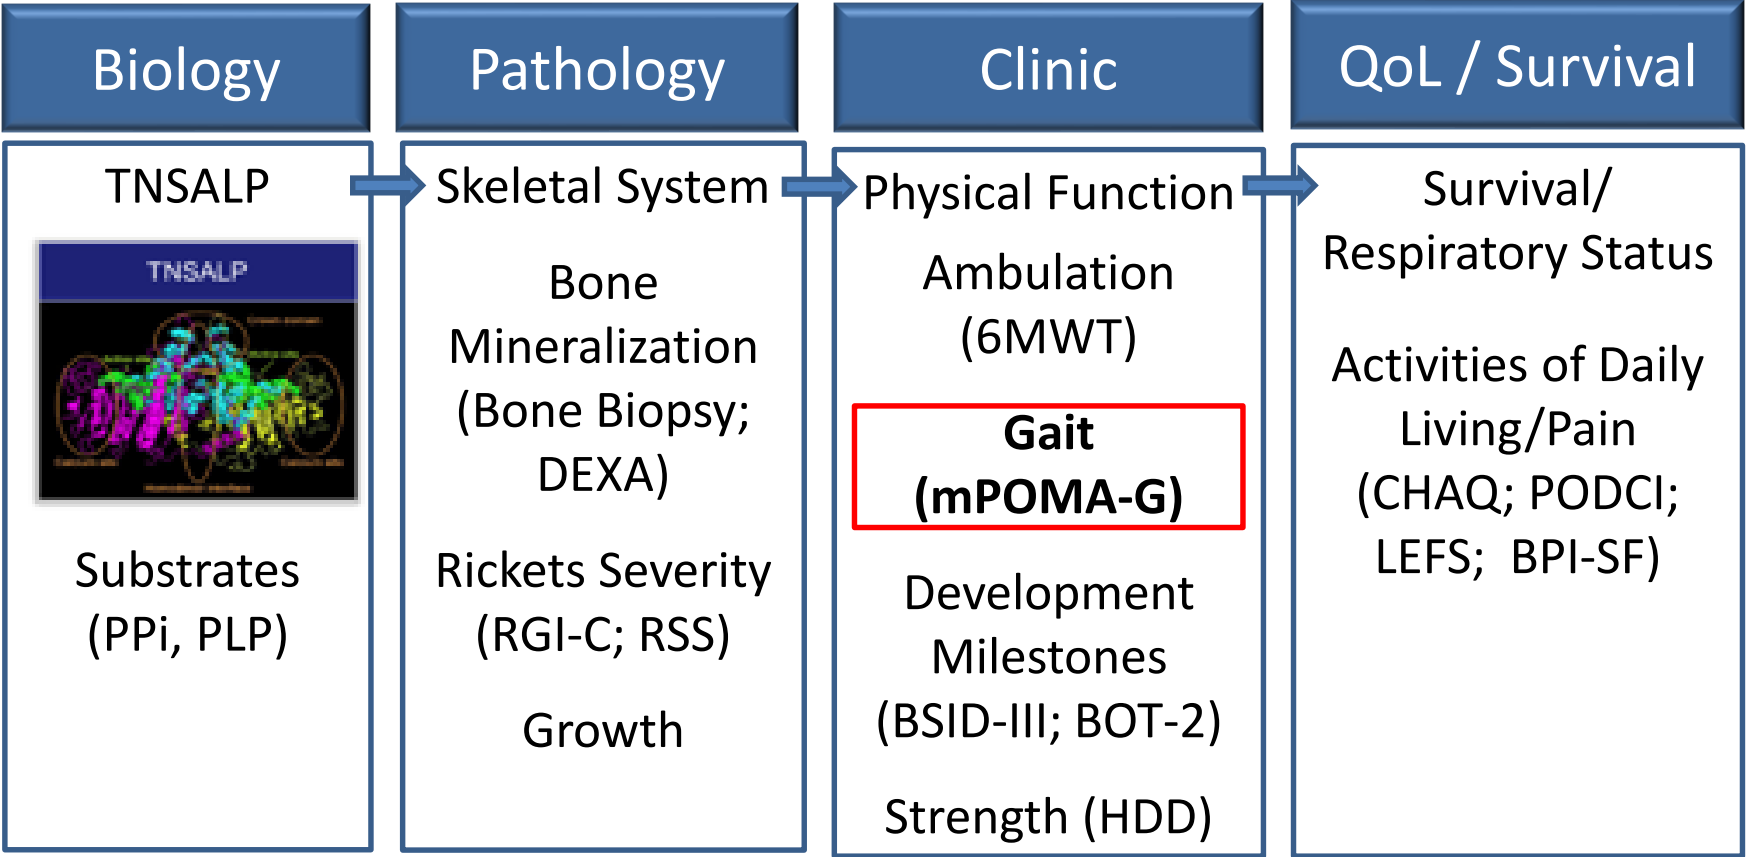 Biology
TNSALP
TNSALP
Substrates
(PPi, PLP)
Pathology
Skeletal System
Bone
Mineralization
(Bone Biopsy;
DEXA)
Rickets Severity
(RGI-C; RSS)
Growth
Clinic
Physical Function
Ambulation
(6MWT)
Gait
(mPOMA-G)
Development
Milestones
(BSID-III; BOT-2)
Strength (HDD)
QoL / Survival
Survival/
Respiratory Status
Activities of Daily
Living/Pain
(CHAQ; PODCI;
LEFS;  BPI-SF)